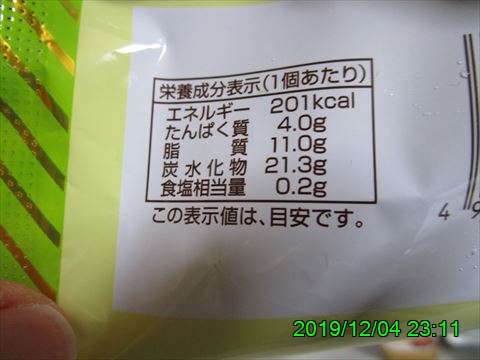 栄養成分表示(1個あたり)
エネルギー 201kcal
たんぱく質 4.0g
脂質 11.0g
炭水化物 21.3g
食塩相当量 0.2g
この表示値は、目安です。
4 9
2019/12/04 23:11